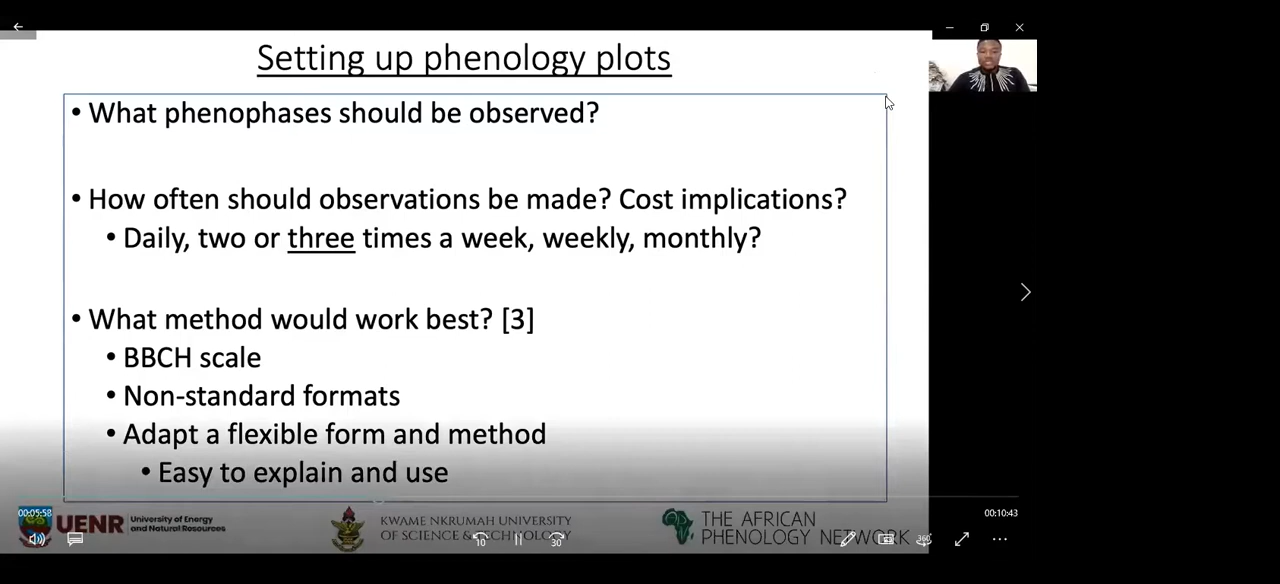 Setting up phenology plots
• What phenophases should be observed?
• How often should observations be made? Cost implications?
• Daily, two or three times a week, weekly, monthly?
• What method would work best? [3]
• BBCH scale
• Non-standard formats
• Adapt a flexible form and method
• Easy to explain and use
00:05:58
00:10:43
UENR University of Energy
and Natural Resources
KWAME NKRUMAH UNIVERSITY
OF SCIENCE & TECHNOLOGY
THE AFRICAN
PHENOLOGY NETWORK
10
30
360